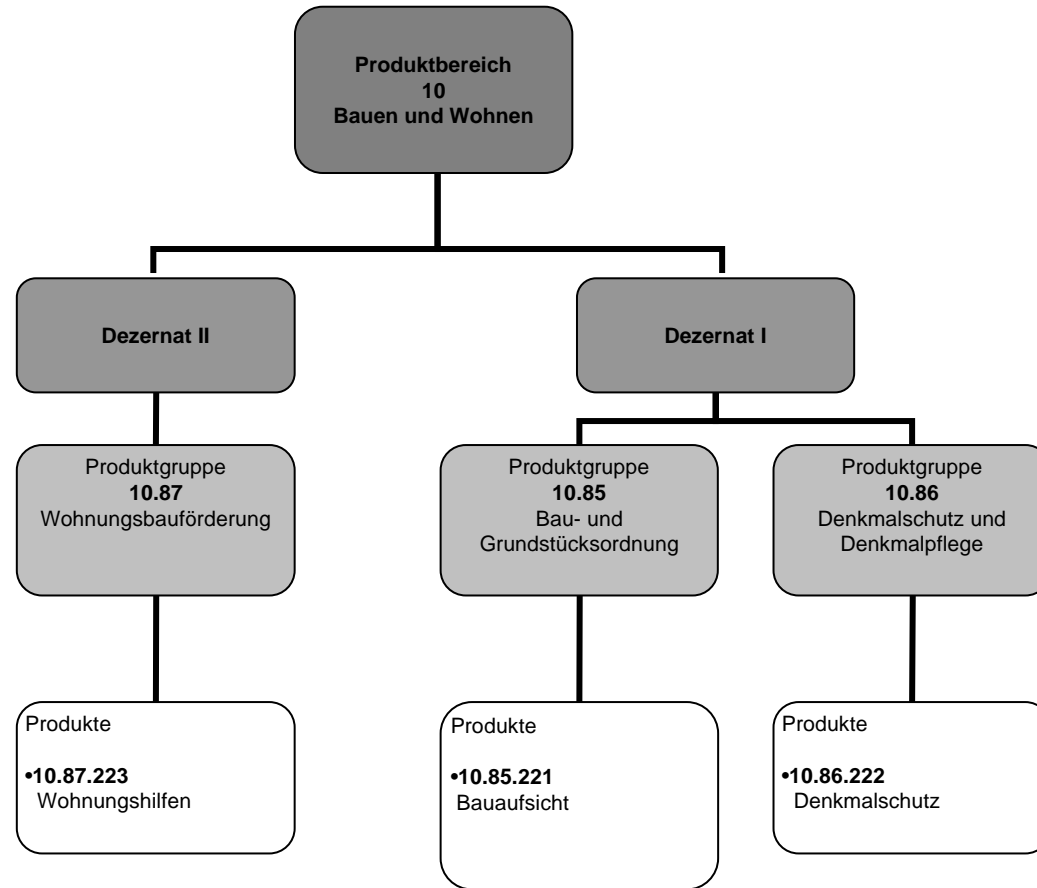 Produktbereich
10
Bauen und Wohnen
Dezernat II
Dezernat I
Produktgruppe
10.87
Wohnungsbauförderung
Produktgruppe
10.85
Bau- und
Grundstücksordnung
Produktgruppe
10.86
Denkmalschutz und
Denkmalpflege
Produkte
•10.87.223
Wohnungshilfen
Produkte
•10.85.221
Bauaufsicht
Produkte
•10.86.222
Denkmalschutz